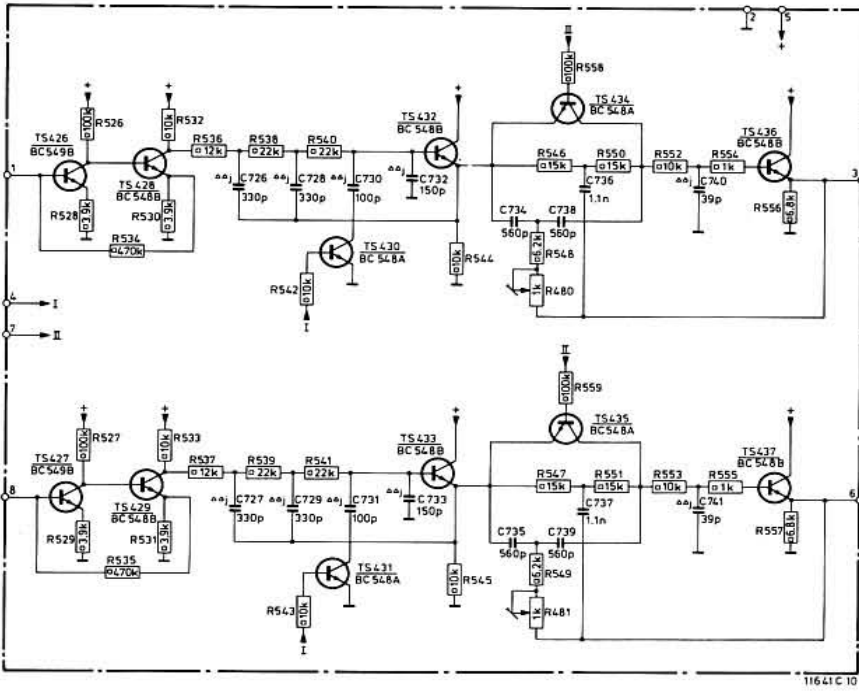 2
5
+
II
R558
100k
+
+
+
+
R526
100k
R532
10k
TS432
BC548B
TS434
BC548A
TS426
BC549B
R536
12k
R538
22k
R540
22k
TS436
BC548B
R546
15k
R550
15k
R552
10k
R554
1k
1
3
TS428
BC548B
C726
330p
C728
330p
C730
100p
C732
150p
C736
1.1n
C740
39p
R528
3.9k
R530
3.9k
R556
6.8k
C734
560p
C738
560p
R534
470k
TS430
BC548A
R544
10k
R548
6.2k
R542
10k
R480
1k
I
4
I
7
II
II
R559
100k
+
+
+
+
R527
100k
R533
10k
TS433
BC548B
TS435
BC548A
TS427
BC549B
R537
12k
R539
22k
R541
22k
TS437
BC548B
R547
15k
R551
15k
R553
10k
R555
1k
8
6
TS429
BC548B
C727
330p
C729
330p
C731
100p
C733
150p
C737
1.1n
C741
39p
R529
3.9k
R531
3.9k
R557
6.8k
C735
560p
C739
560p
R535
470k
TS431
BC548A
R545
10k
R549
6.2k
R543
10k
R481
1k
I
11641 C 10